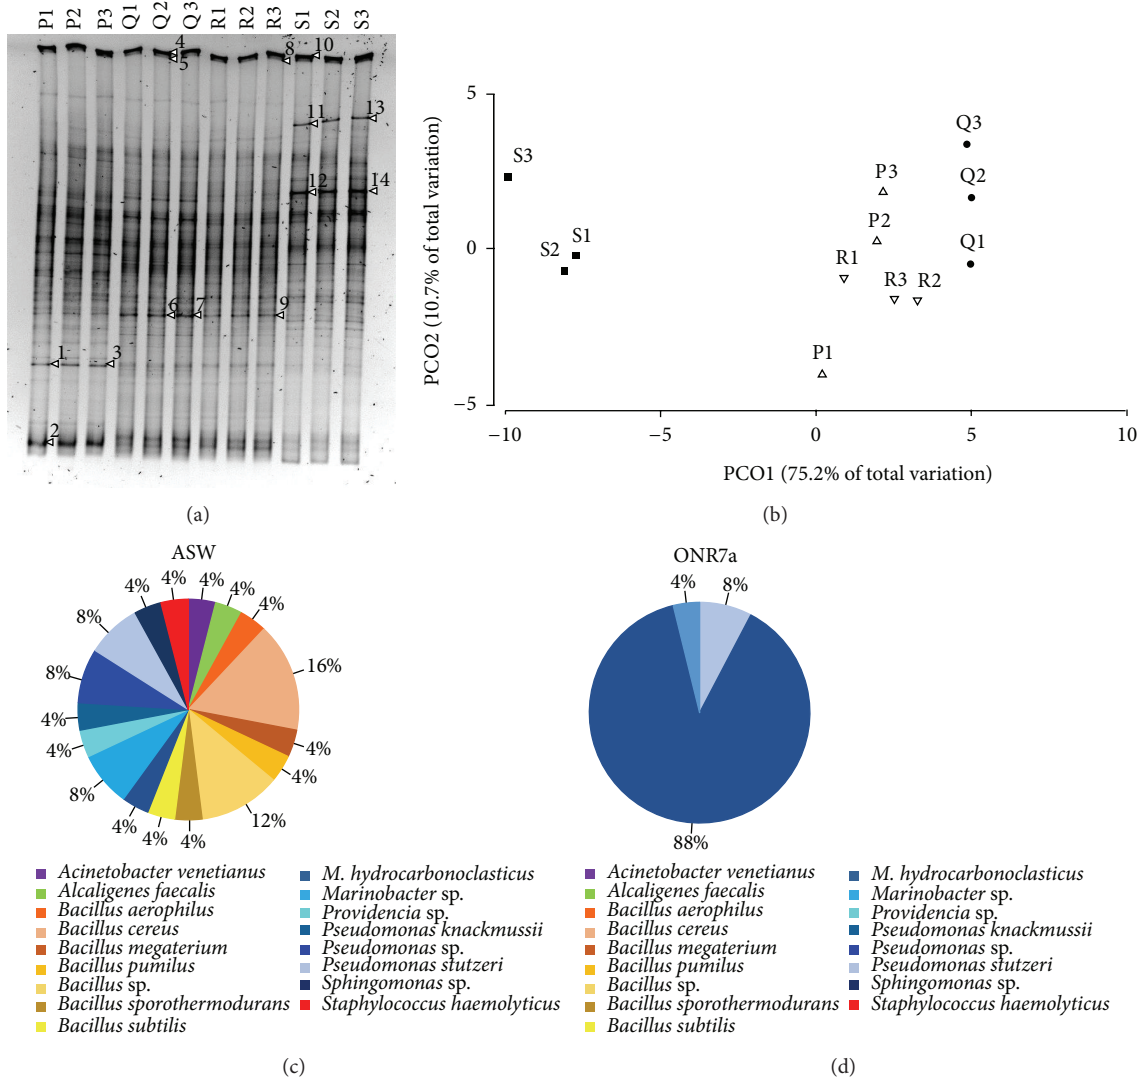 P1 P2 P3 Q1 Q2 Q3 R1 R2 R3 S1 S2 S3
4
5
8
10
11
13
12
14
6
7
9
1
3
2
(a)
5
0
−5
PCO2 (10.7% of total variation)
S3
S1
S2
Q3
P3
Q2
P2
Q1
R1
R3
R2
P1
−10
−5
0
5
10
PCO1 (75.2% of total variation)
(b)
ASW
4%
4%
4%
4%
4%
16%
4%
4%
12%
4%
4%
4%
8%
4%
4%
8%
8%
Acinetobacter venetianus
Alcaligenes faecalis
Bacillus aerophilus
Bacillus cereus
Bacillus megaterium
Bacillus pumilus
Bacillus sp.
Bacillus sporothermodurans
Bacillus subtilis
M. hydrocarbonoclasticus
Marinobacter sp.
Providencia sp.
Pseudomonas knackmussii
Pseudomonas sp.
Pseudomonas stutzeri
Sphingomonas sp.
Staphylococcus haemolyticus
(c)
ONR7a
4%
8%
88%
Acinetobacter venetianus
Alcaligenes faecalis
Bacillus aerophilus
Bacillus cereus
Bacillus megaterium
Bacillus pumilus
Bacillus sp.
Bacillus sporothermodurans
Bacillus subtilis
M. hydrocarbonoclasticus
Marinobacter sp.
Providencia sp.
Pseudomonas knackmussii
Pseudomonas sp.
Pseudomonas stutzeri
Sphingomonas sp.
Staphylococcus haemolyticus
(d)